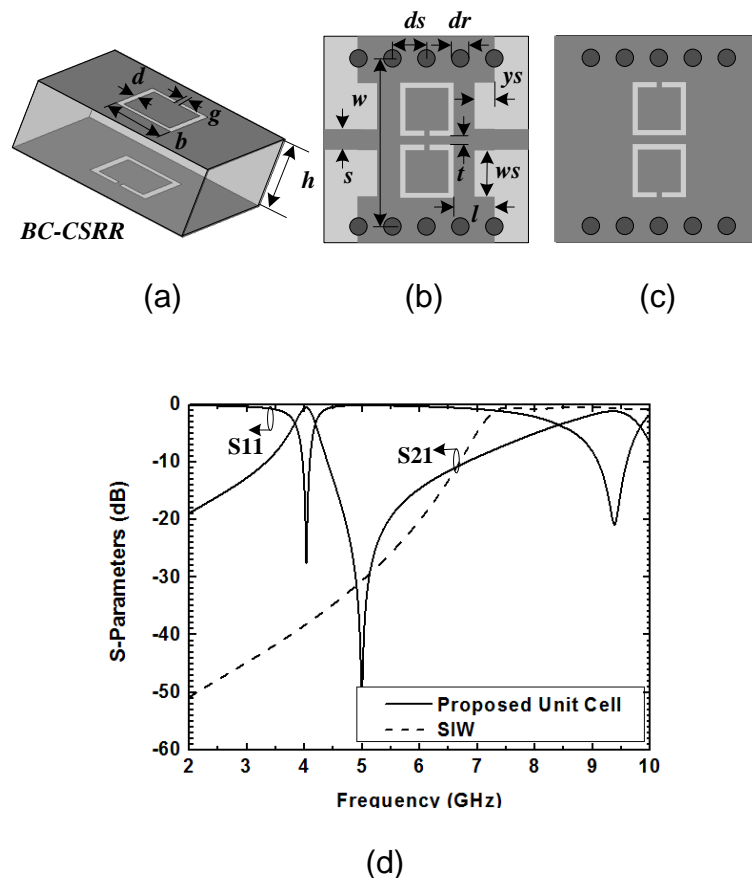 ds dr
d
g
b
h
BC-CSRR
w
ys
s
t
ws
l
(a) (b) (c)
0
-10
-20
-30
-40
-50
-60
S-Parameters (dB)
S11
S21
Proposed Unit Cell
SIW
2 3 4 5 6 7 8 9 10
Frequency (GHz)
(d)